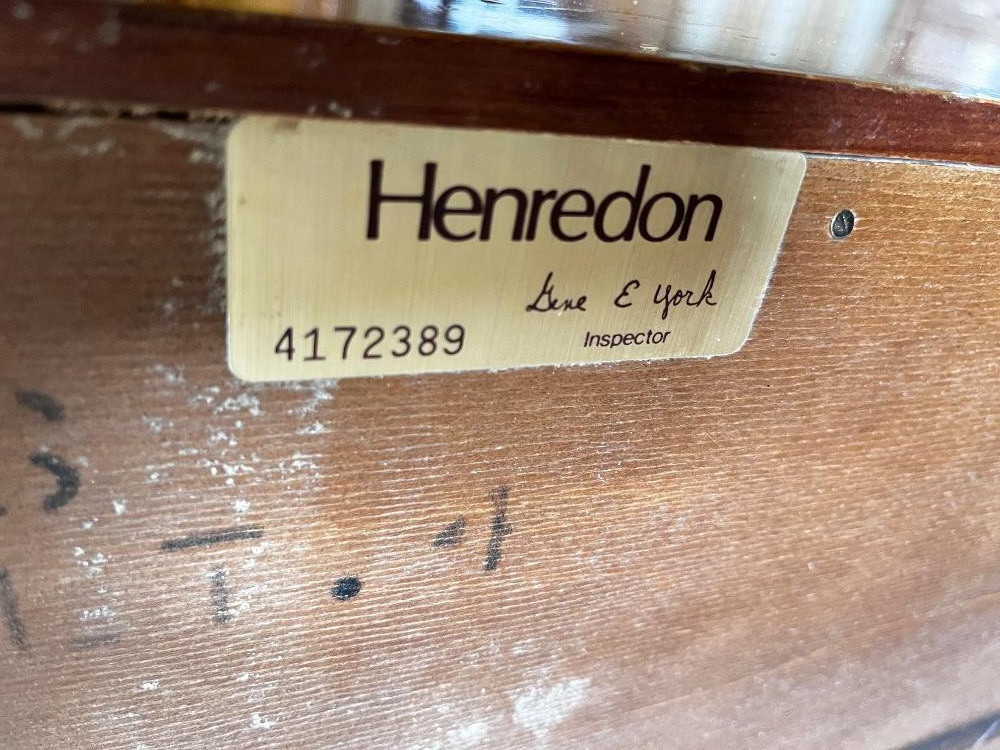 Henredon
Gene E York
4172389
Inspector